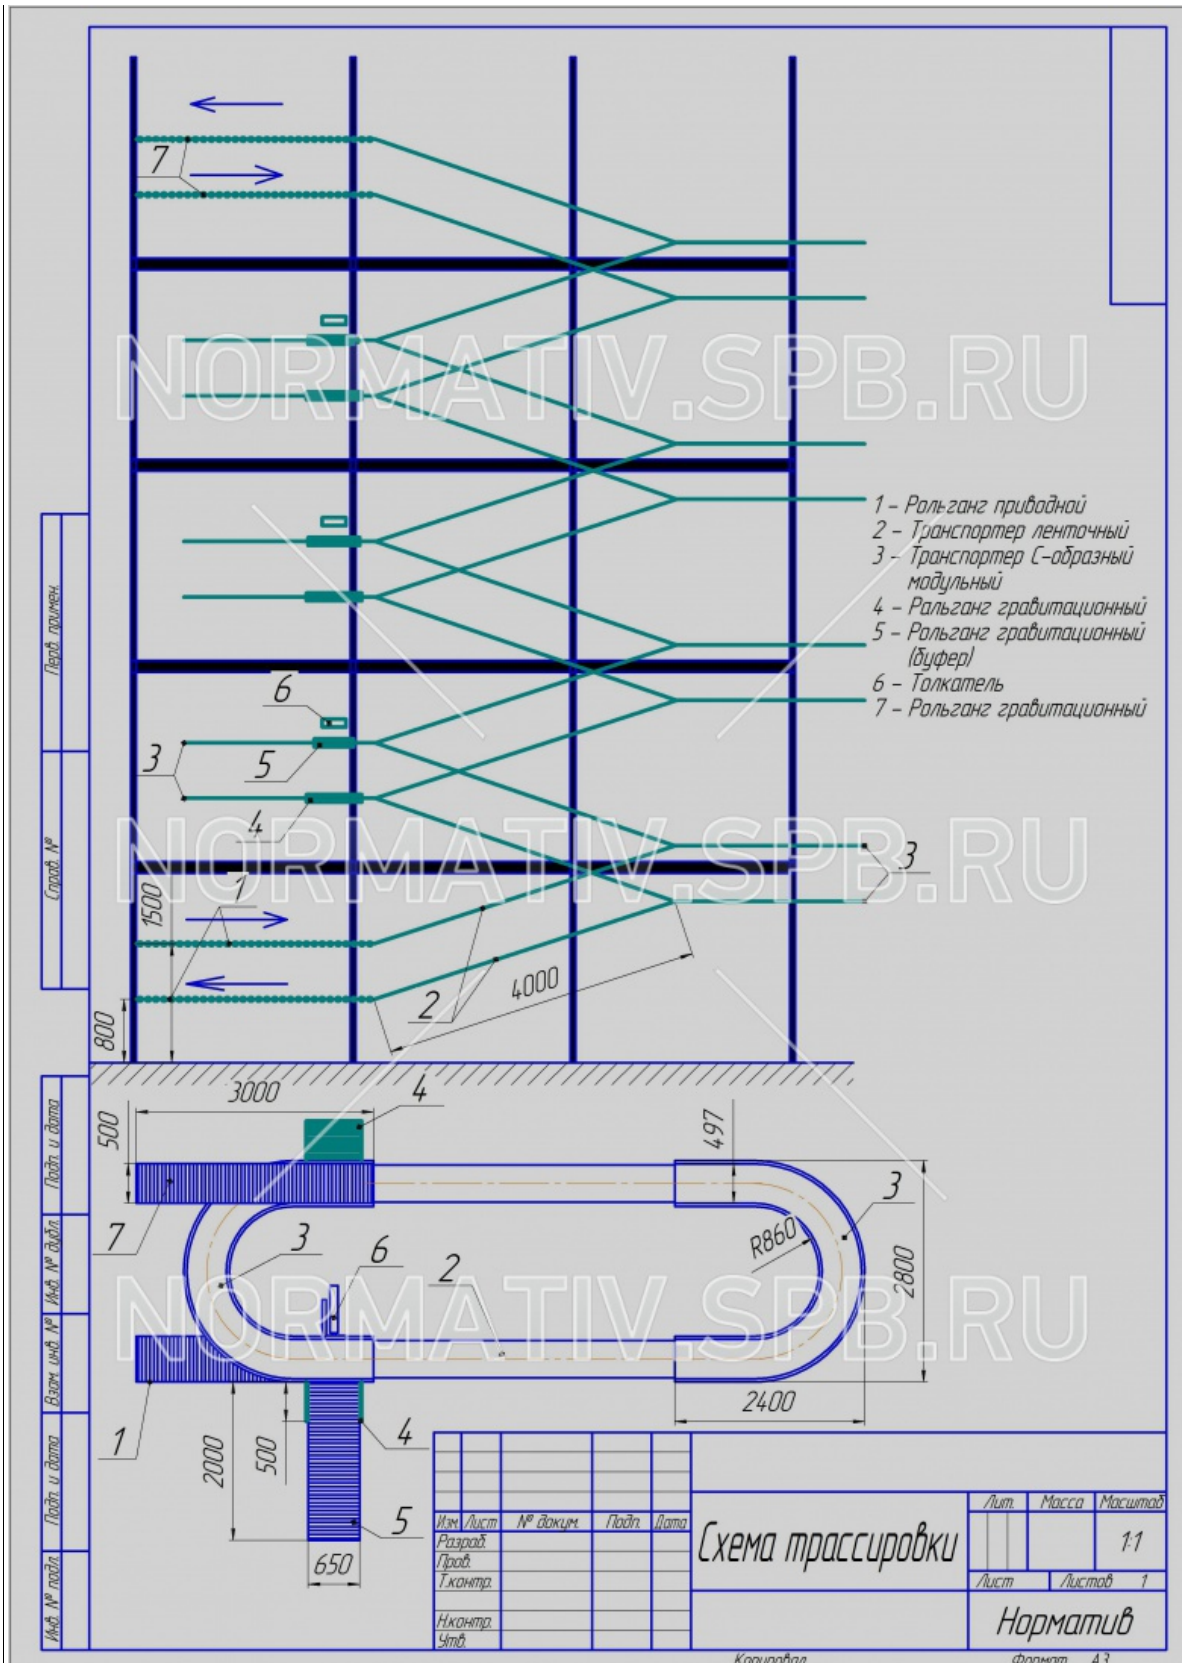 7
NORMATIV.SPB.RU
1 – Рольганг приводной
2 – Транспортер ленточный
3 – Транспортер С-образный
модульный
4 – Ральганг гравитационный
5 – Рольганг гравитационный
(буфер)
6 – Толкатель
7 – Рольганг гравитационный
Перв. примен.
6
3
5
4
NORMATIV.SPB.RU
3
Справ. №
1500
1
4000
2
800
3000
4
500
497
Подп. и дата
3
7
3
6
R860
2
2800
Инв. № дубл.
NORMATIV.SPB.RU
Взам. инв. №
2400
1
2000
500
4
5
650
Подп. и дата
Инв. № подл.
Изм. Лист № докум. Подп. Дата
Разраб.
Пров.
Т.контр.
Н.контр.
Утв.
Схема трассировки
Лит. Масса Масштаб
1:1
Лист Листов 1
Норматив
Копировал Формат А3